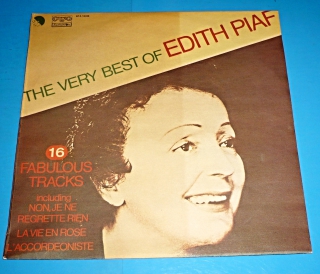 THE VERY BEST OF EDITH PIAF
16
FABULOUS
TRACKS
including
NON, JE NE
REGRETTE RIEN
LA VIE EN ROSE
L'ACCORDEONISTE